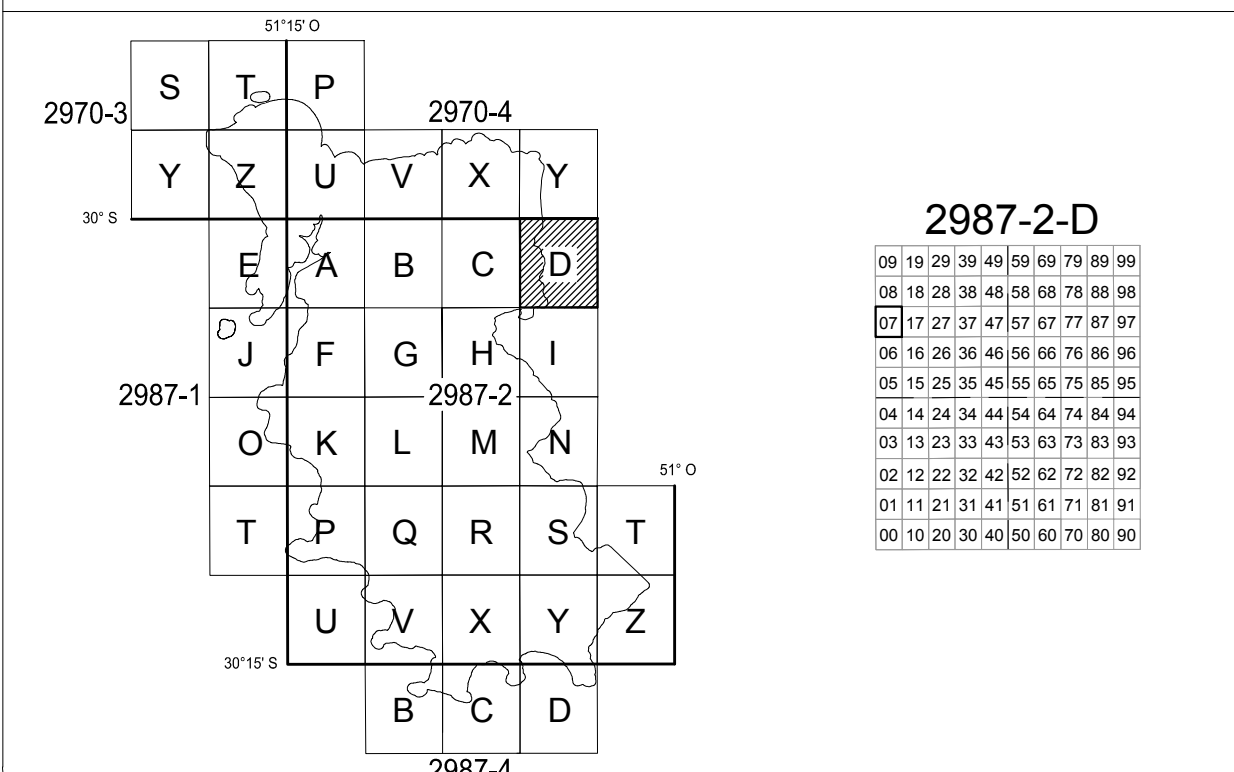 51°15' O
S T P
2970-3
2970-4
Y Z U V X Y
30° S
E A B C D
J F G H I
2987-1
2987-2
O K L M N
51° O
T P Q R S T
U V X Y Z
30°15' S
B C D
2987-4
2987-2-D
09 19 29 39 49 59 69 79 89 99
08 18 28 38 48 58 68 78 88 98
07 17 27 37 47 57 67 77 87 97
06 16 26 36 46 56 66 76 86 96
05 15 25 35 45 55 65 75 85 95
04 14 24 34 44 54 64 74 84 94
03 13 23 33 43 53 63 73 83 93
02 12 22 32 42 52 62 72 82 92
01 11 21 31 41 51 61 71 81 91
00 10 20 30 40 50 60 70 80 90